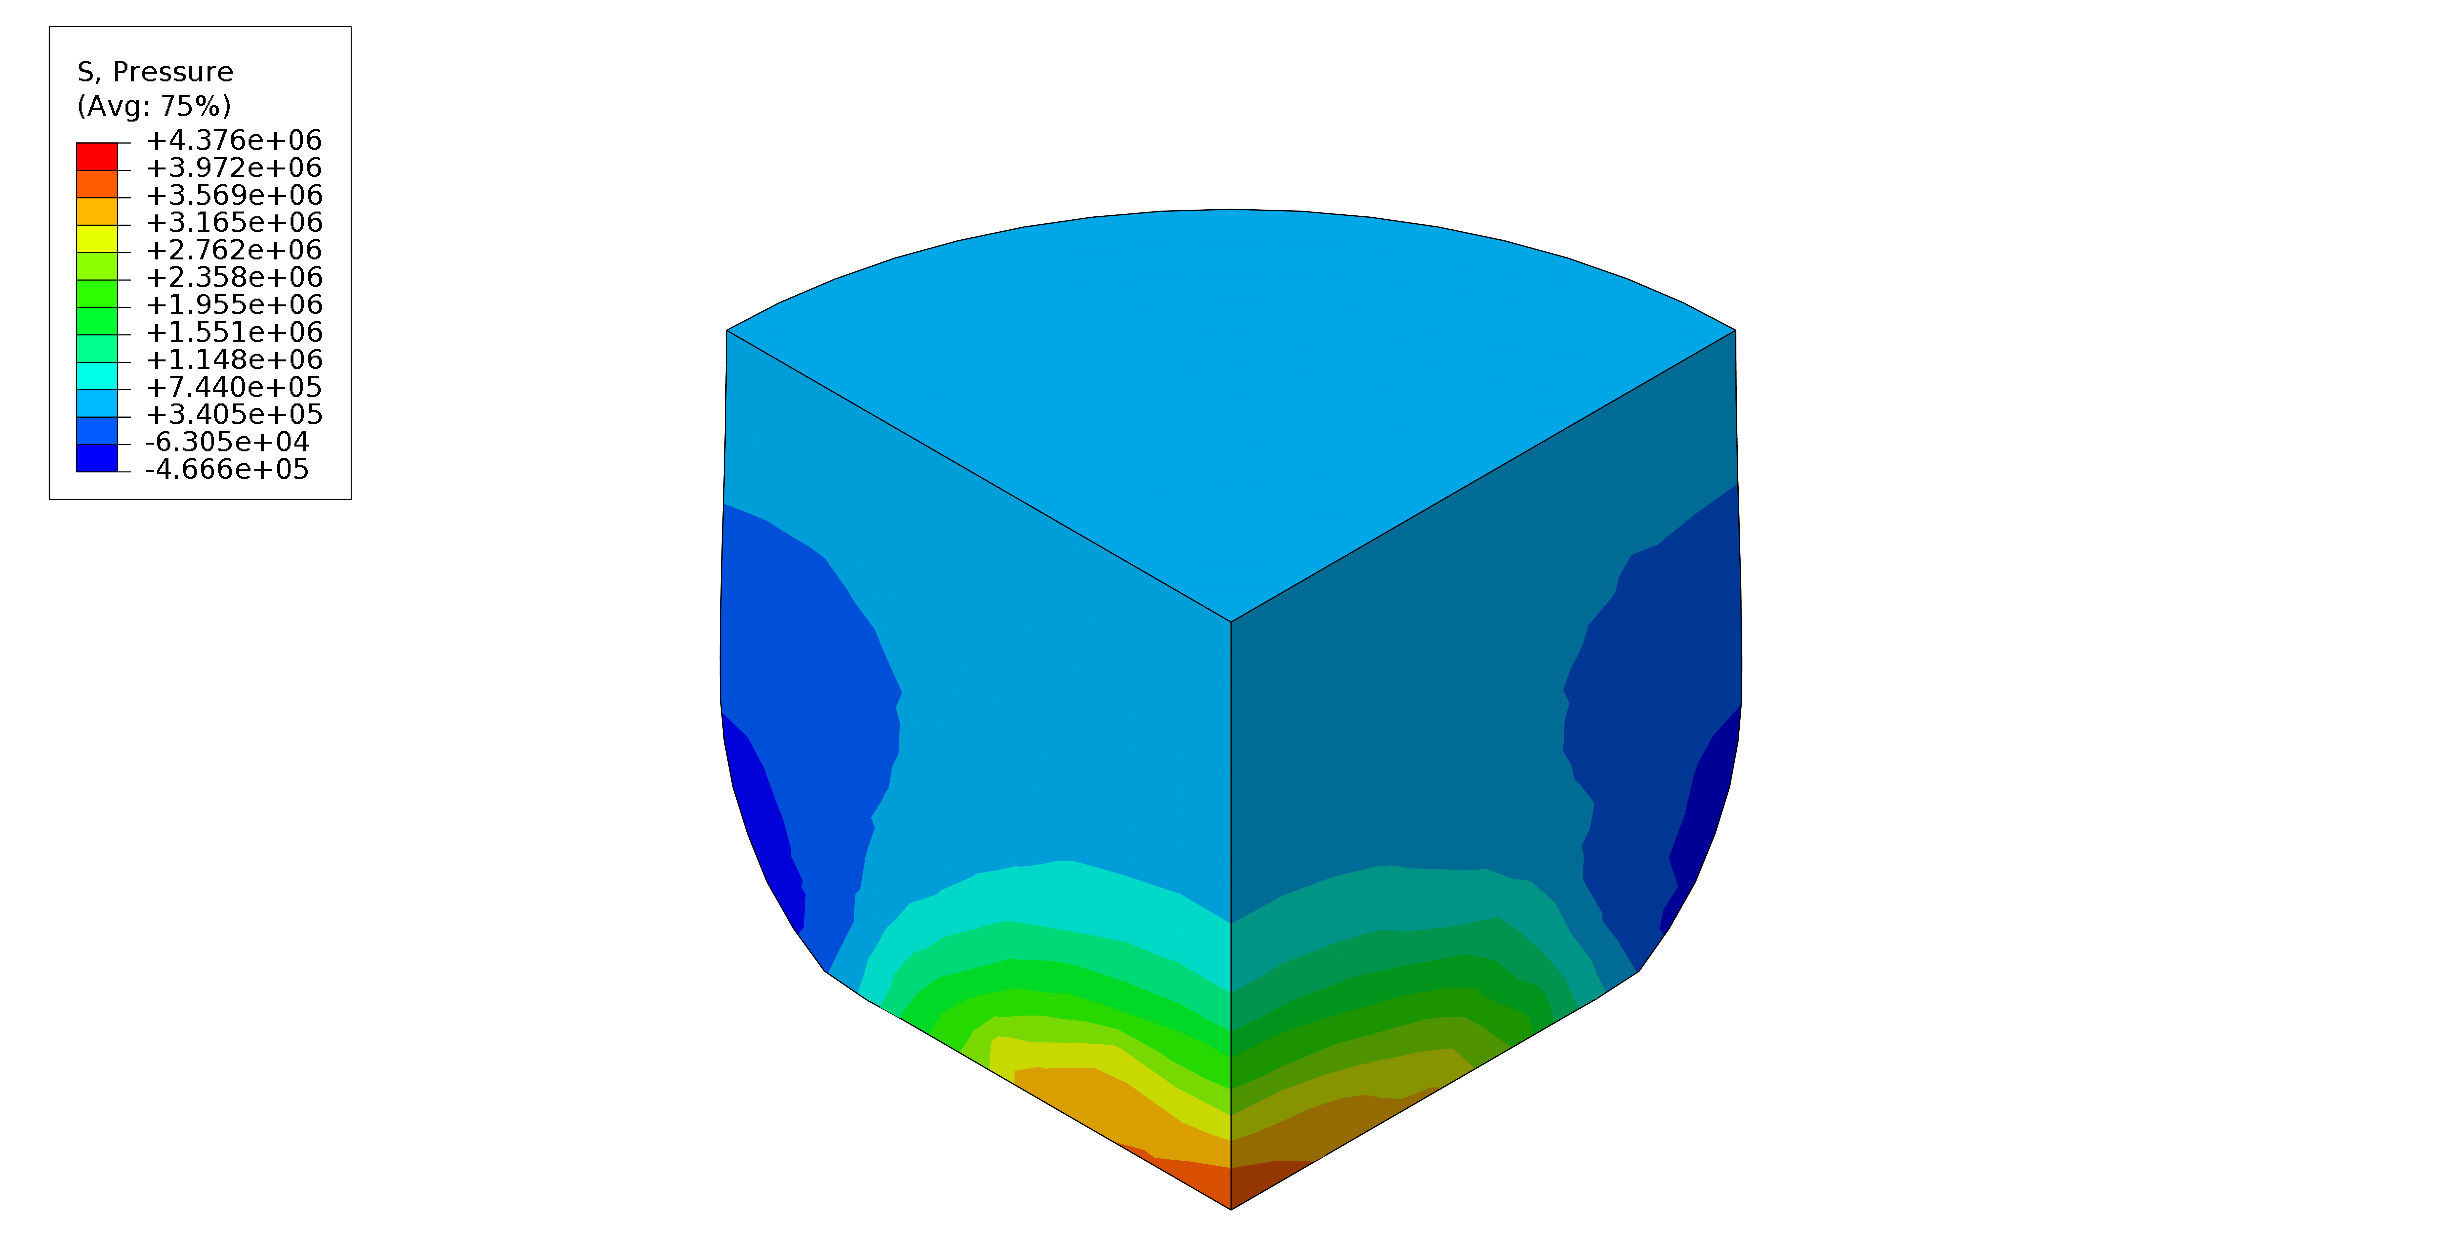 S, Pressure
(Avg: 75%)
+4.376e+06
+3.972e+06
+3.569e+06
+3.165e+06
+2.762e+06
+2.358e+06
+1.955e+06
+1.551e+06
+1.148e+06
+7.440e+05
+3.405e+05
-6.305e+04
-4.666e+05